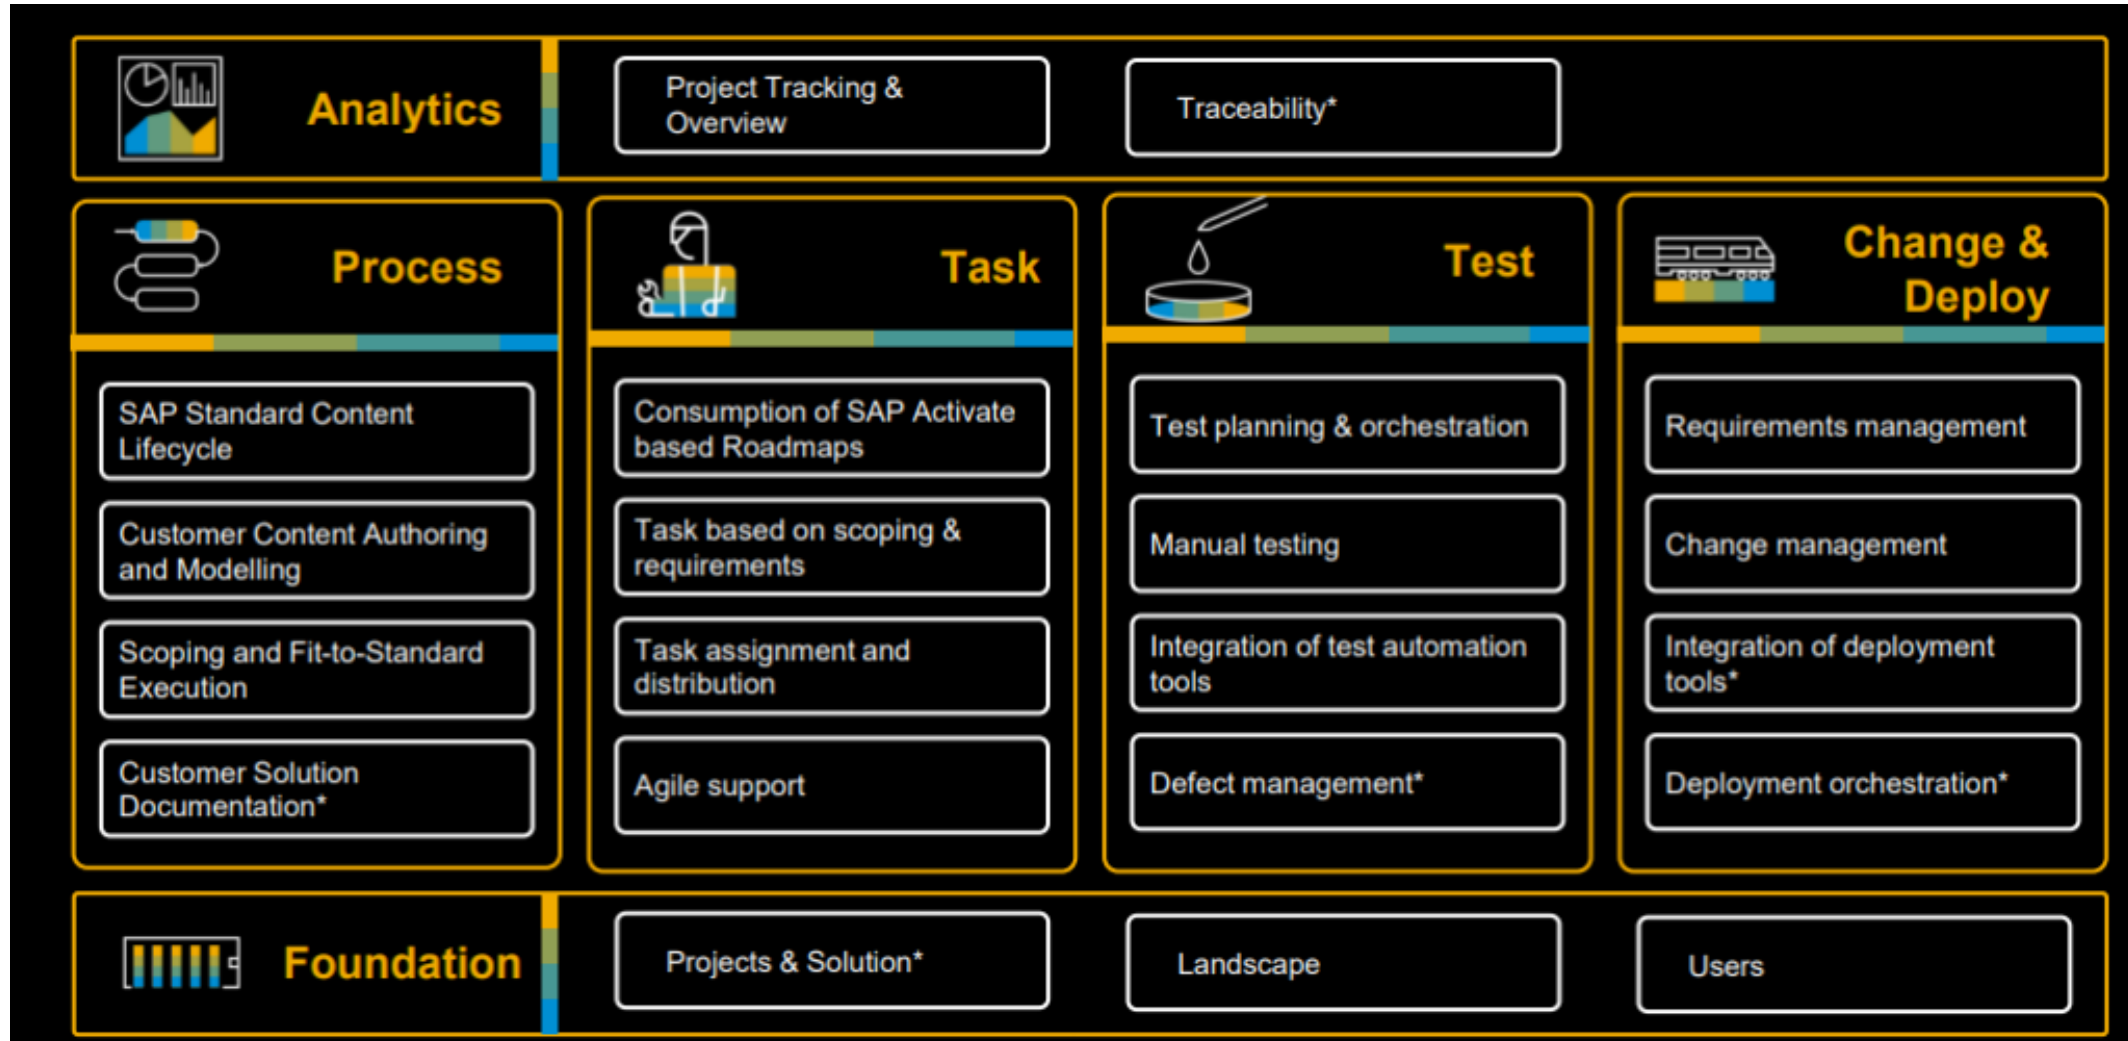 Analytics
Project Tracking &
Overview
Traceability*
Process
SAP Standard Content
Lifecycle
Customer Content Authoring
and Modelling
Scoping and Fit-to-Standard
Execution
Customer Solution
Documentation*
Task
Consumption of SAP Activate
based Roadmaps
Task based on scoping &
requirements
Task assignment and
distribution
Agile support
Test
Test planning & orchestration
Manual testing
Integration of test automation
tools
Defect management*
Change &
Deploy
Requirements management
Change management
Integration of deployment
tools*
Deployment orchestration*
Foundation
Projects & Solution*
Landscape
Users